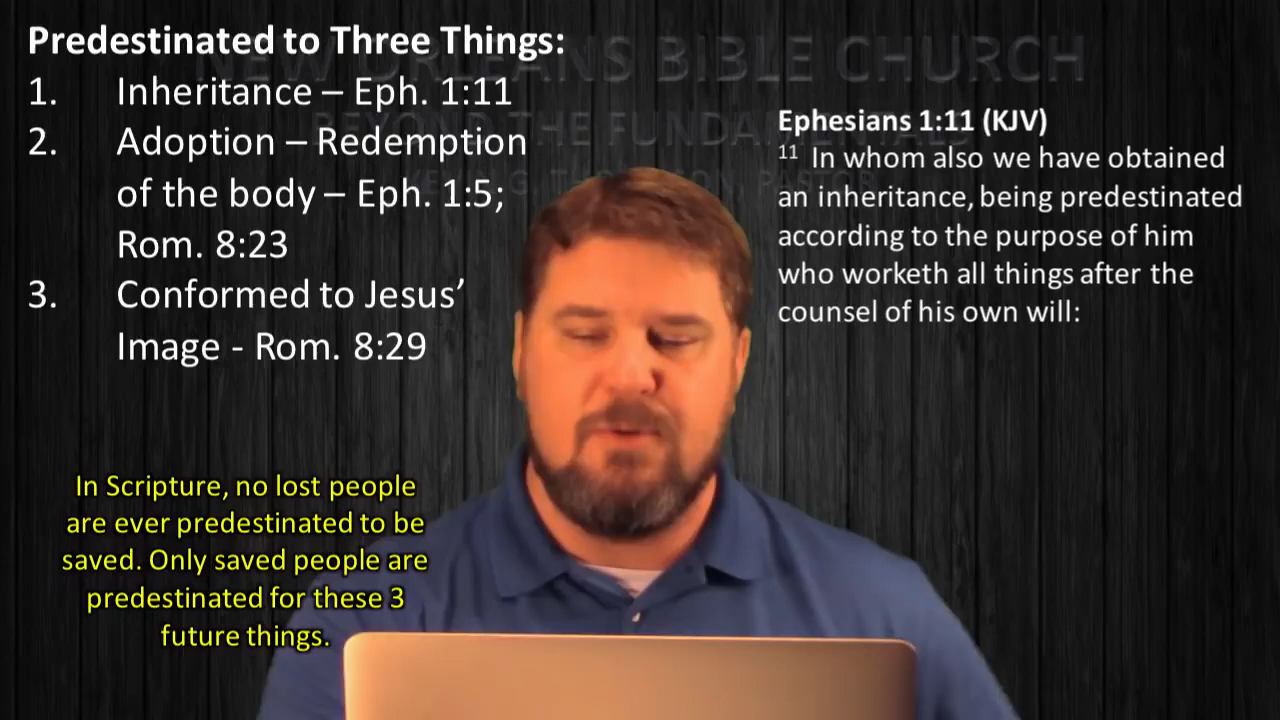 Predestinated to Three Things:
1. Inheritance – Eph. 1:11
2. Adoption – Redemption
of the body – Eph. 1:5;
Rom. 8:23
3. Conformed to Jesus’
Image - Rom. 8:29
NEW ORLEANS BIBLE CHURCH
BEYOND THE FUNDAMENTALS
PASTOR
Ephesians 1:11 (KJV)
11 In whom also we have obtained
an inheritance, being predestinated
according to the purpose of him
who worketh all things after the
counsel of his own will:
In Scripture, no lost people
are ever predestinated to be
saved. Only saved people are
predestinated for these 3
future things.